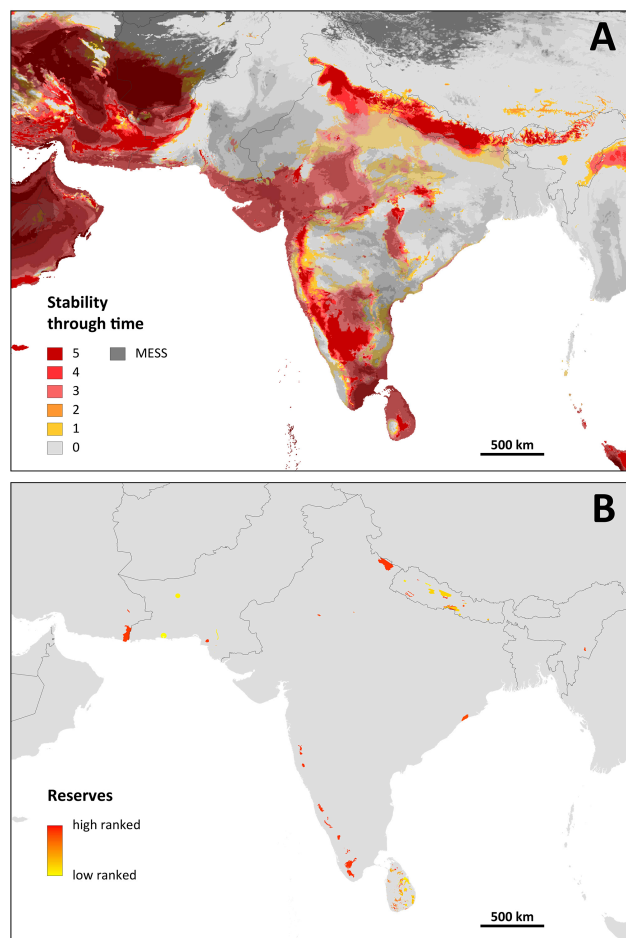 A
Stability
through time
5
MESS
4
3
2
1
0
500 km
B
Reserves
high ranked
low ranked
500 km